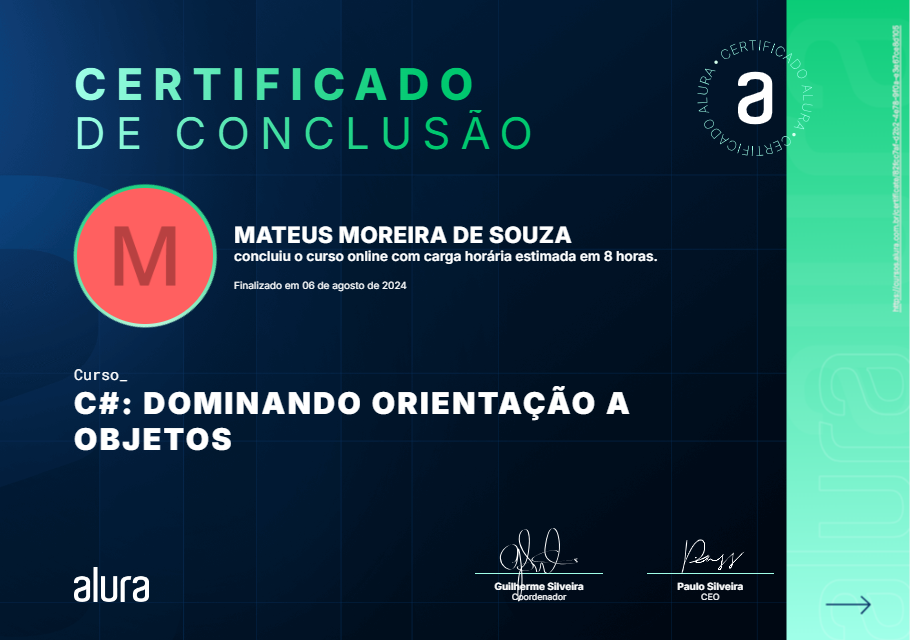 CERTIFICADO
DE CONCLUSÃO
CERTIFICADO ALURA • CERTIFICADO ALURA •
a
M
MATEUS MOREIRA DE SOUZA
concluiu o curso online com carga horária estimada em 8 horas.
Finalizado em 06 de agosto de 2024
Curso_
C#: DOMINANDO ORIENTAÇÃO A
OBJETOS
alura
Guilherme Silveira
Coordenador
Paulo Silveira
CEO
alura